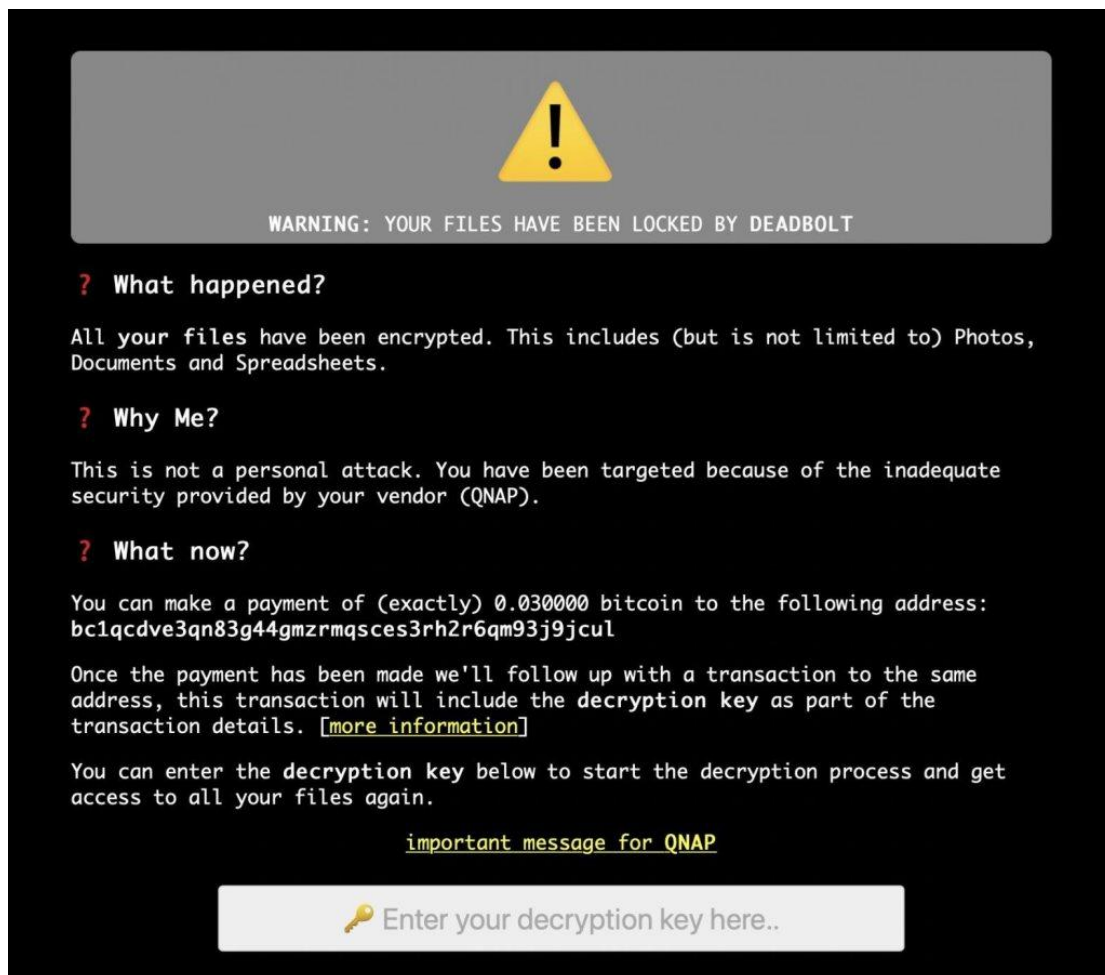 WARNING: YOUR FILES HAVE BEEN LOCKED BY DEADBOLT
? What happened?
All your files have been encrypted. This includes (but is not limited to) Photos,
Documents and Spreadsheets.
? Why Me?
This is not a personal attack. You have been targeted because of the inadequate
security provided by your vendor (QNAP).
? What now?
You can make a payment of (exactly) 0.030000 bitcoin to the following address:
bc1qcdve3qn83g44gmzrmqsces3rh2r6qm93j9jcul
Once the payment has been made we'll follow up with a transaction to the same
address, this transaction will include the decryption key as part of the
transaction details. [more information]
You can enter the decryption key below to start the decryption process and get
access to all your files again.
important message for QNAP
Enter your decryption key here..